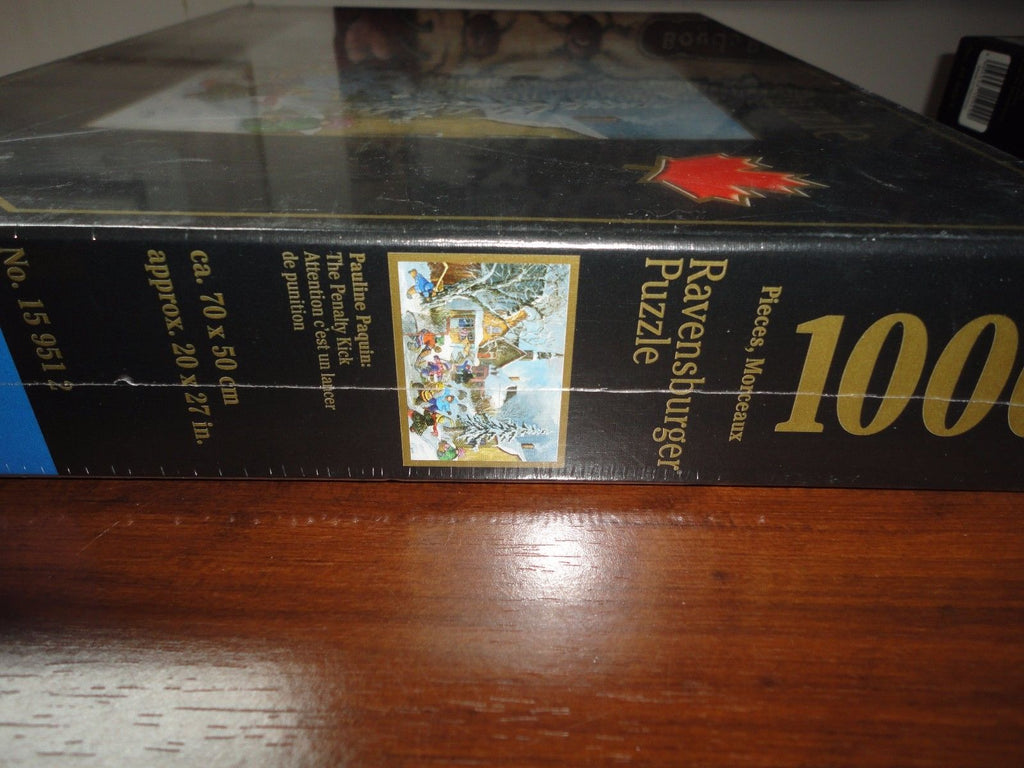 1000
Pieces, Morceaux
Ravensburger
Puzzle
Pauline Paquin:
The Penalty Kick
Attention c'est un lancer
de punition
ca. 70 x 50 cm
approx. 20 x 27 in.
No. 15 951 2